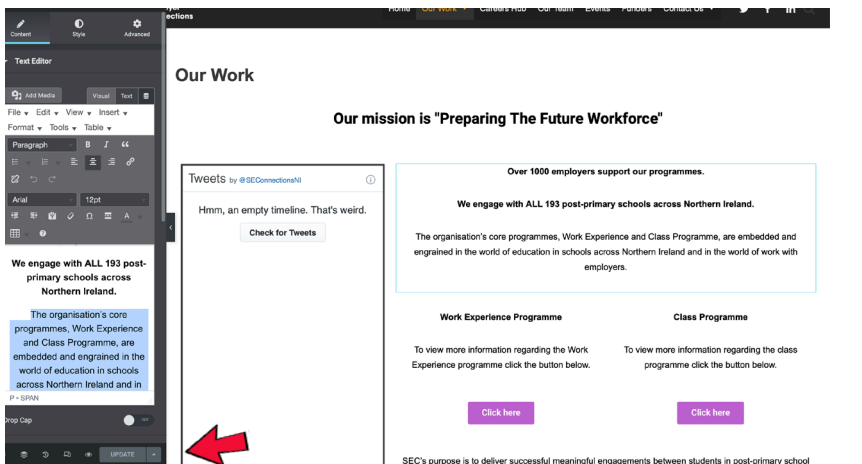 ections
Home Our Work Careers Hub Our Team Events Funders Contact Us
Content Style Advanced
Text Editor
Add Media Visual Text
File Edit View Insert
Format Tools Table
Paragraph B I
Arial 12pt
We engage with ALL 193 post-
primary schools across
Northern Ireland.
The organisation's core
programmes, Work Experience
and Class Programme, are
embedded and engrained in the
world of education in schools
across Northern Ireland and in
P » SPAN
Drop Cap
UPDATE
Our Work
Our mission is "Preparing The Future Workforce"
Tweets by @SEConnectionsNI
Hmm, an empty timeline. That's weird.
Check for Tweets
Over 1000 employers support our programmes.
We engage with ALL 193 post-primary schools across Northern Ireland.
The organisation's core programmes, Work Experience and Class Programme, are embedded and
engrained in the world of education in schools across Northern Ireland and in the world of work with
employers.
Work Experience Programme
To view more information regarding the Work
Experience programme click the button below.
Click here
Class Programme
To view more information regarding the class
programme click the button below.
Click here
SEC's purpose is to deliver successful meaningful engagements between students in post-primary school